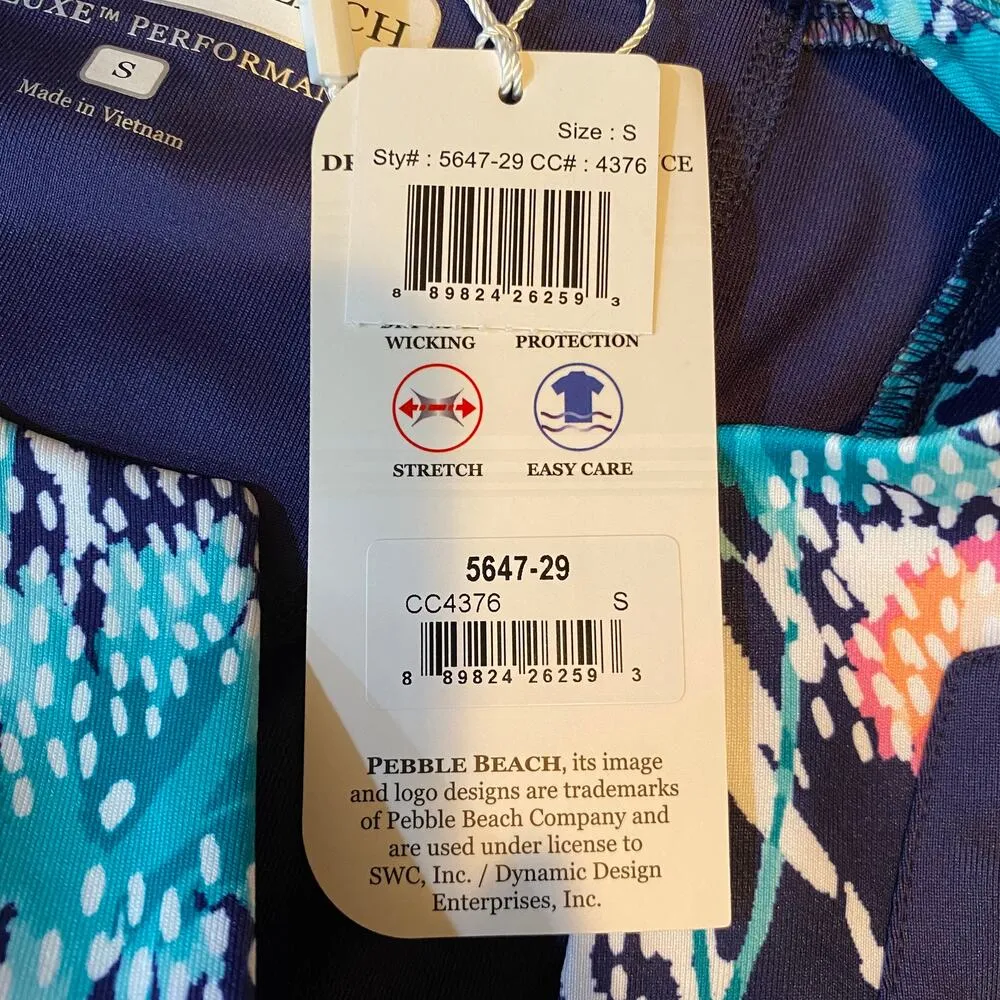 PERFORMA
S
Made in Vietnam
Size : S
Sty# : 5647-29 CC# : 4376
8 89824 26259 3
WICKING PROTECTION
STRETCH EASY CARE
5647-29
CC4376 S
8 89824 26259 3
PEBBLE BEACH, its image
and logo designs are trademarks
of Pebble Beach Company and
are used under license to
SWC, Inc. / Dynamic Design
Enterprises, Inc.